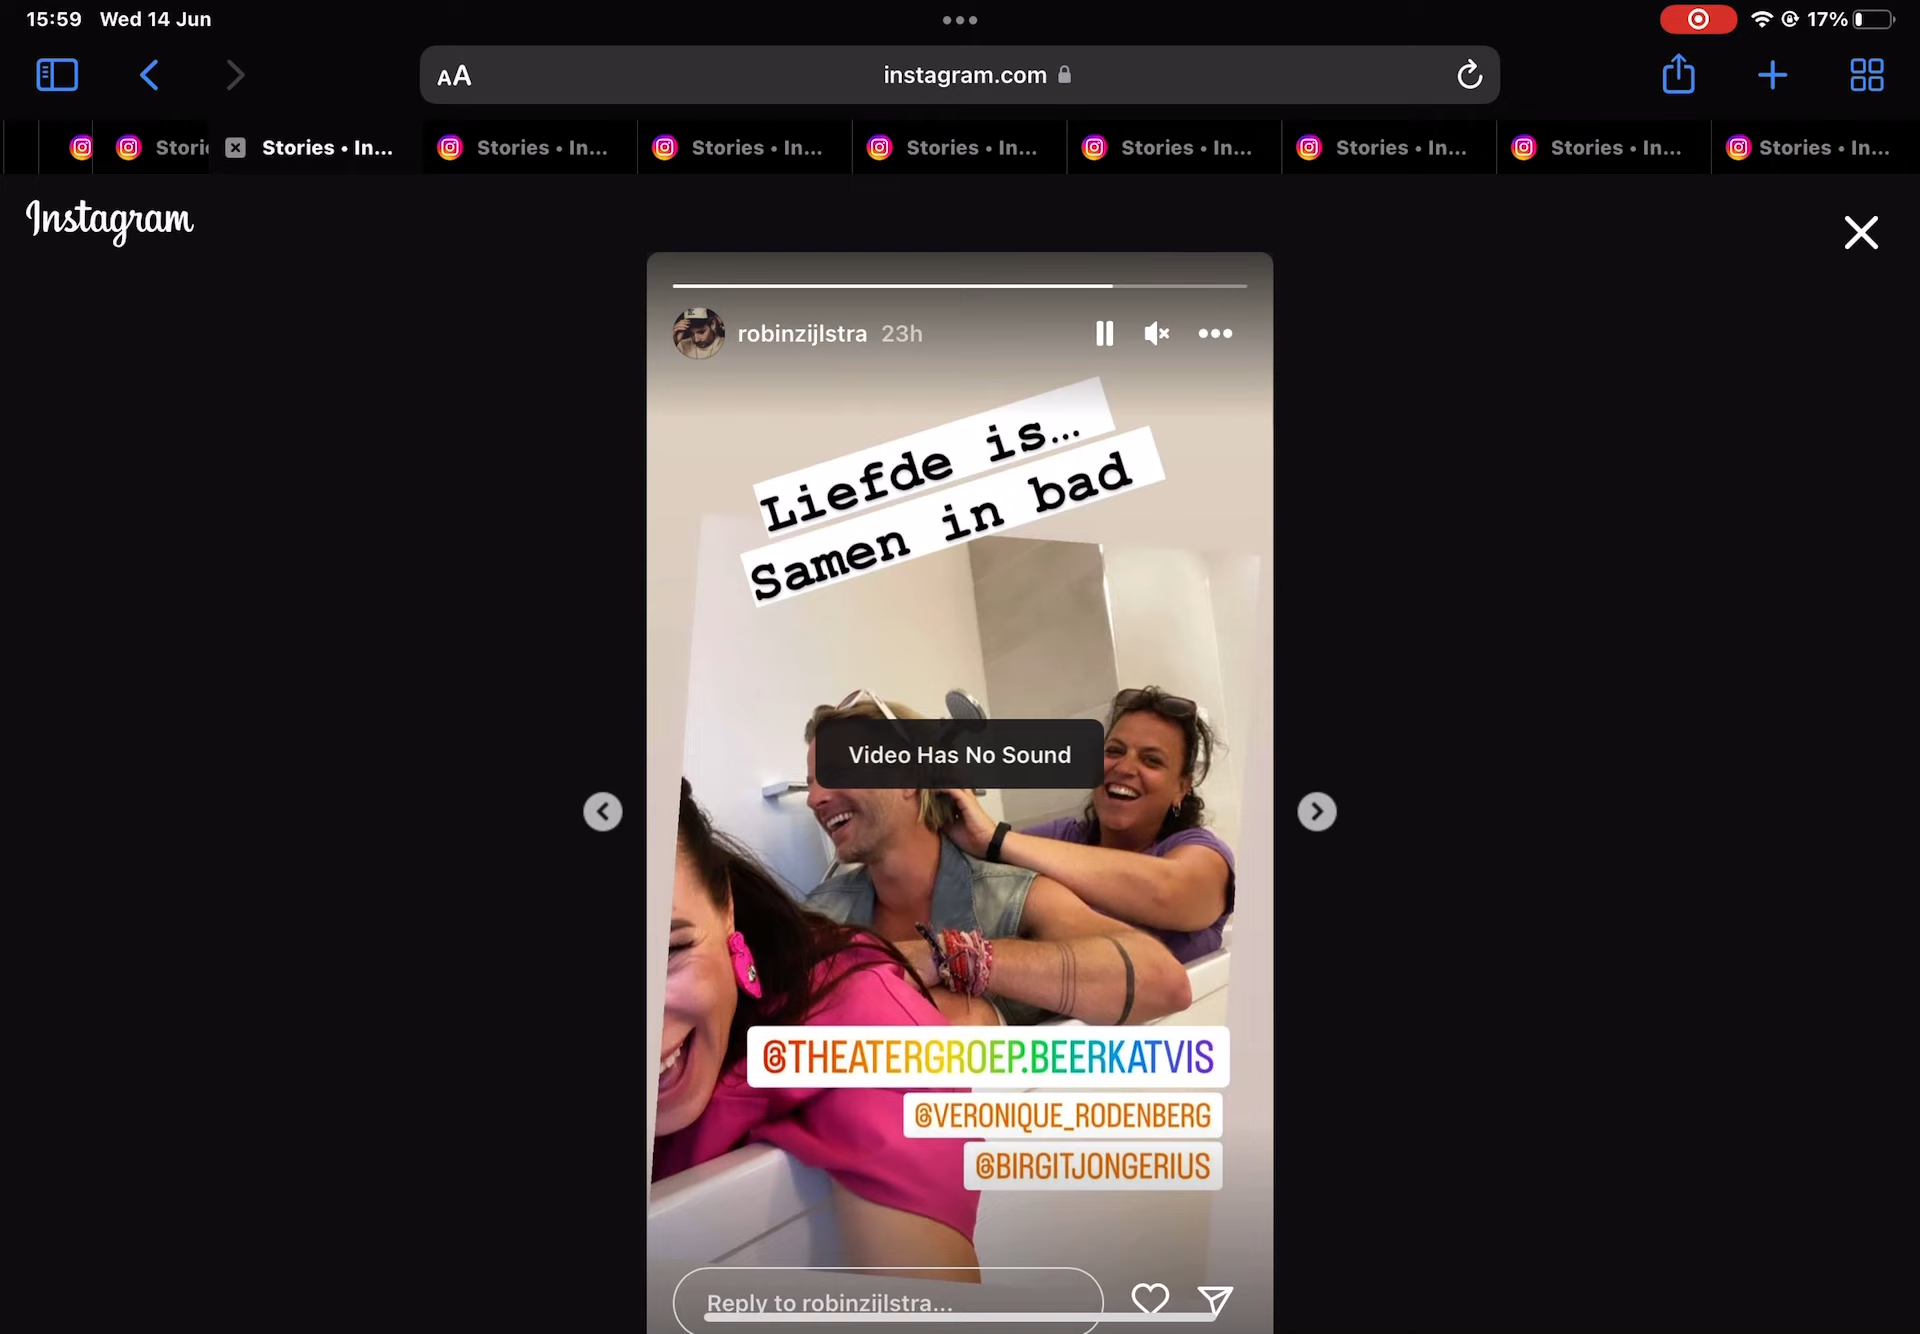 15:59 Wed 14 Jun
17%
AA
instagram.com
Stori
Stories • In...
Stories • In...
Stories • In...
Stories • In...
Stories • In...
Stories • In...
Stories • In...
Stories • In...
Instagram
robinzijlstra 23h
Liefde is...
Samen in bad
Video Has No Sound
@THEATERGROEP.BEERKATVIS
@VERONIQUE_RODENBERG
@BIRGITJONGERIUS
Reply to robinzijlstra...